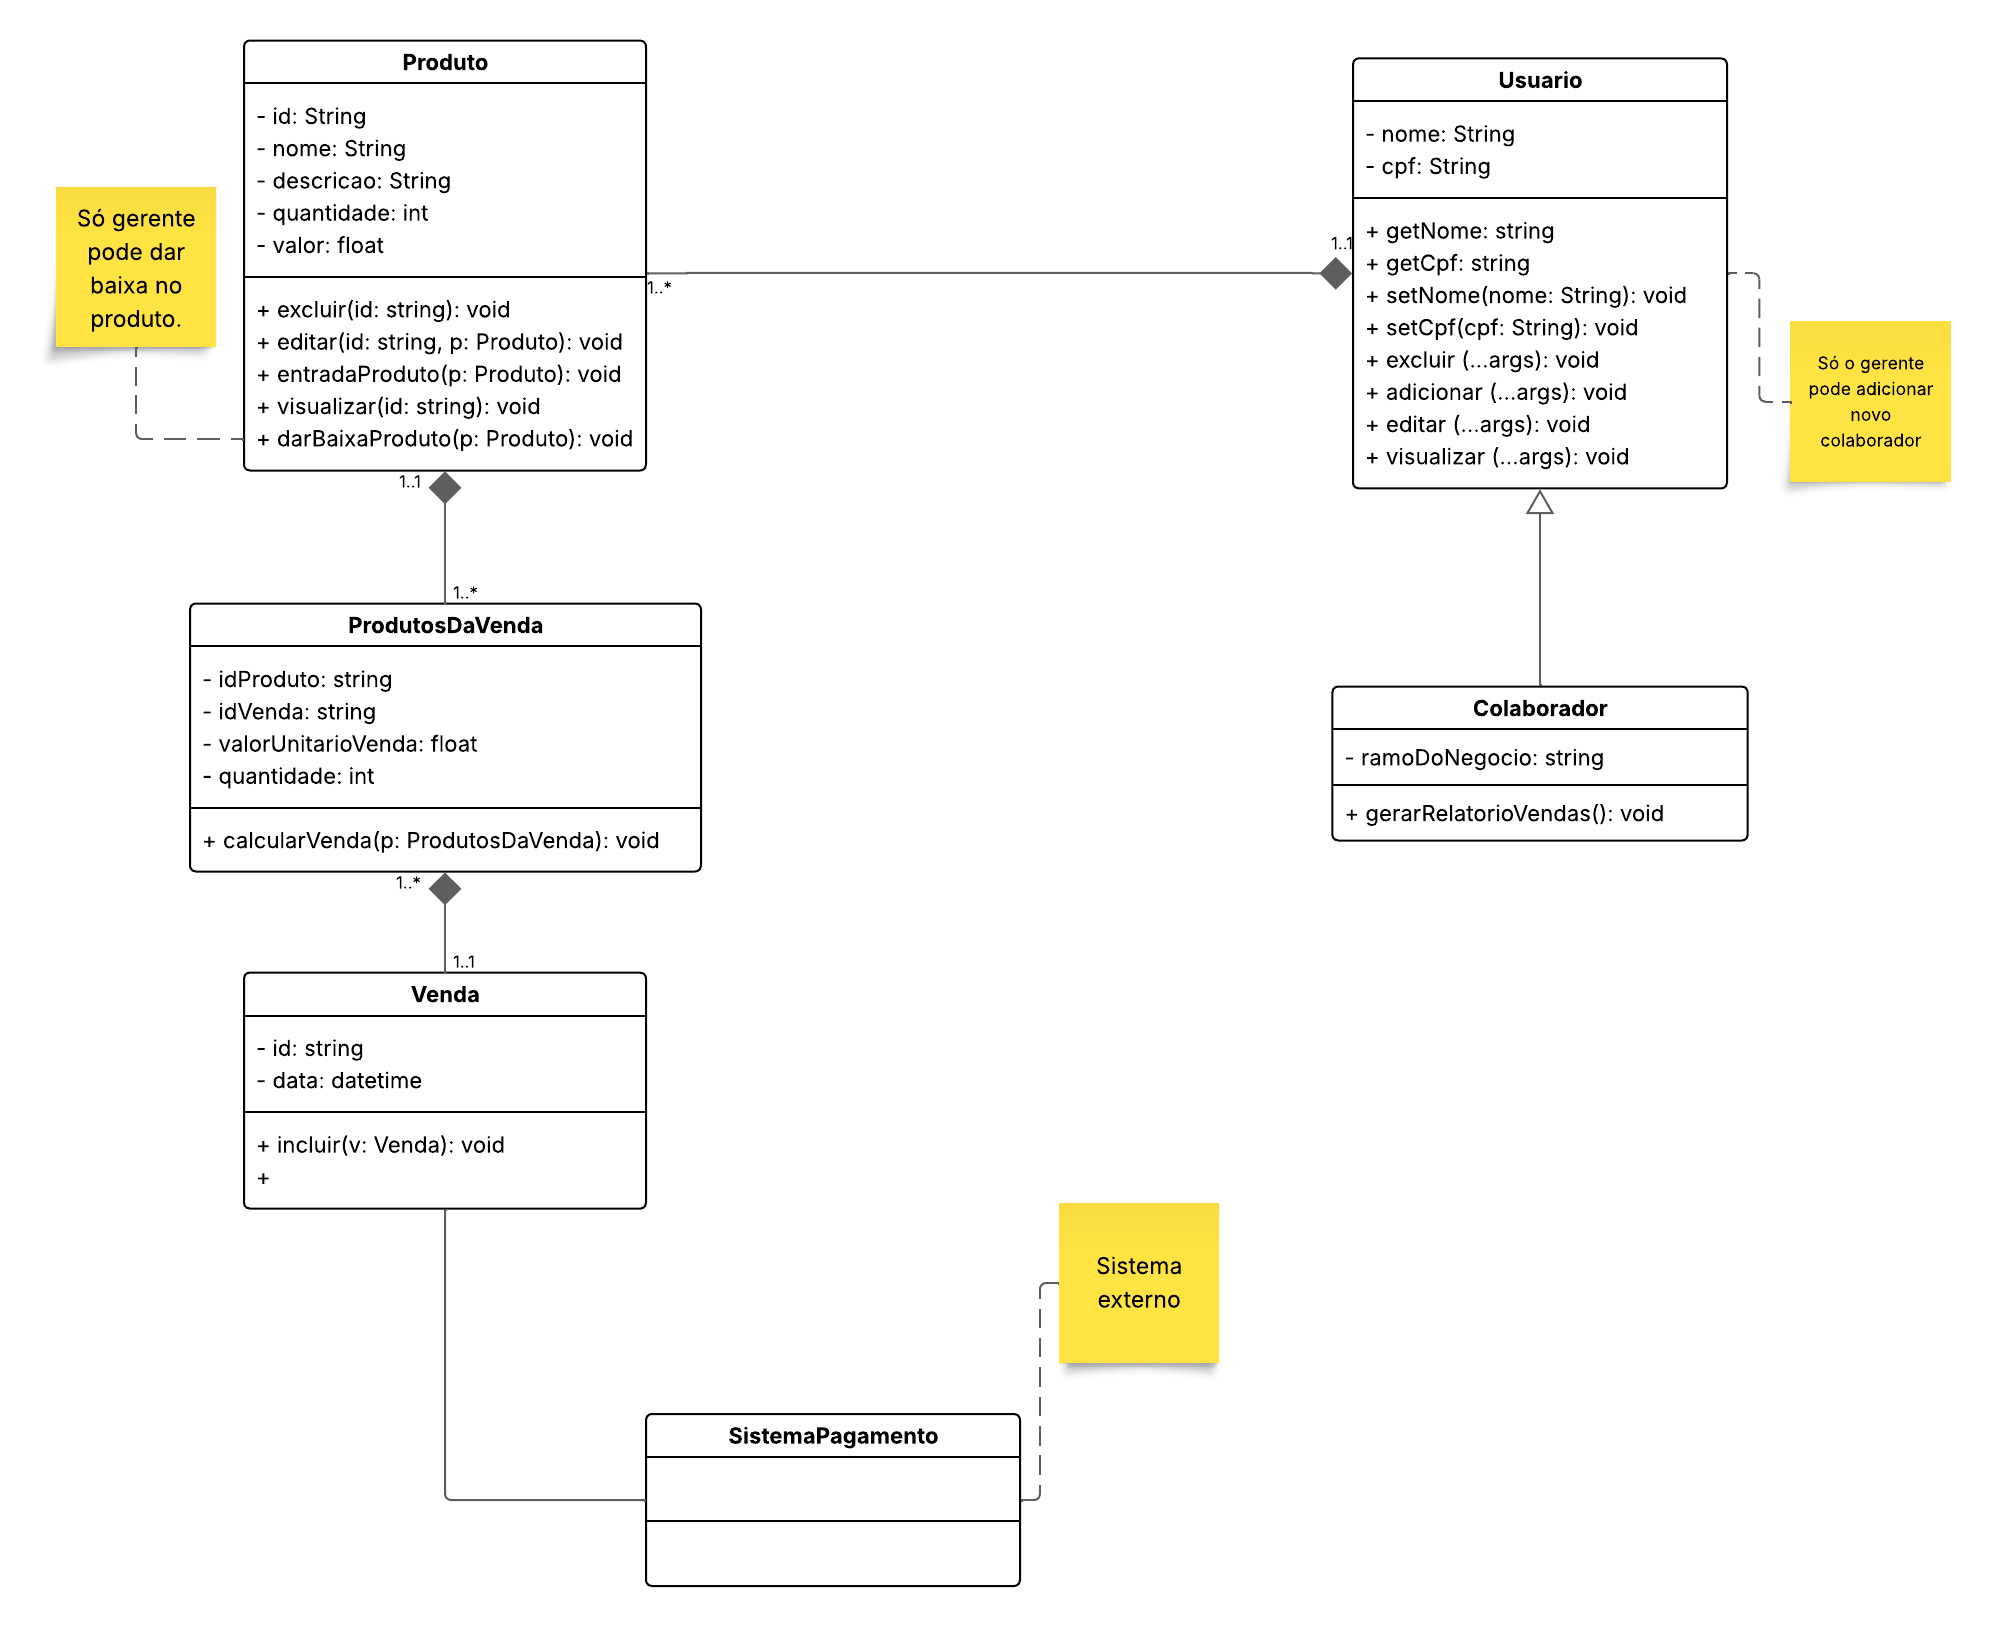 Produto
- id: String
- nome: String
- descricao: String
- quantidade: int
- valor: float
+ excluir(id: string): void
+ editar(id: string, p: Produto): void
+ entradaProduto(p: Produto): void
+ visualizar(id: string): void
+ darBaixaProduto(p: Produto): void
Só gerente
pode dar
baixa no
produto.
1..*
1..1
Usuario
- nome: String
- cpf: String
+ getNome: string
+ getCpf: string
+ setNome(nome: String): void
+ setCpf(cpf: String): void
+ excluir (...args): void
+ adicionar (...args): void
+ editar (...args): void
+ visualizar (...args): void
Só o gerente
pode adicionar
novo
colaborador
1..1
1..*
ProdutosDaVenda
- idProduto: string
- idVenda: string
- valorUnitarioVenda: float
- quantidade: int
+ calcularVenda(p: ProdutosDaVenda): void
Colaborador
- ramoDoNegocio: string
+ gerarRelatorioVendas(): void
1..*
1..1
Venda
- id: string
- data: datetime
+ incluir(v: Venda): void
+
Sistema
externo
SistemaPagamento